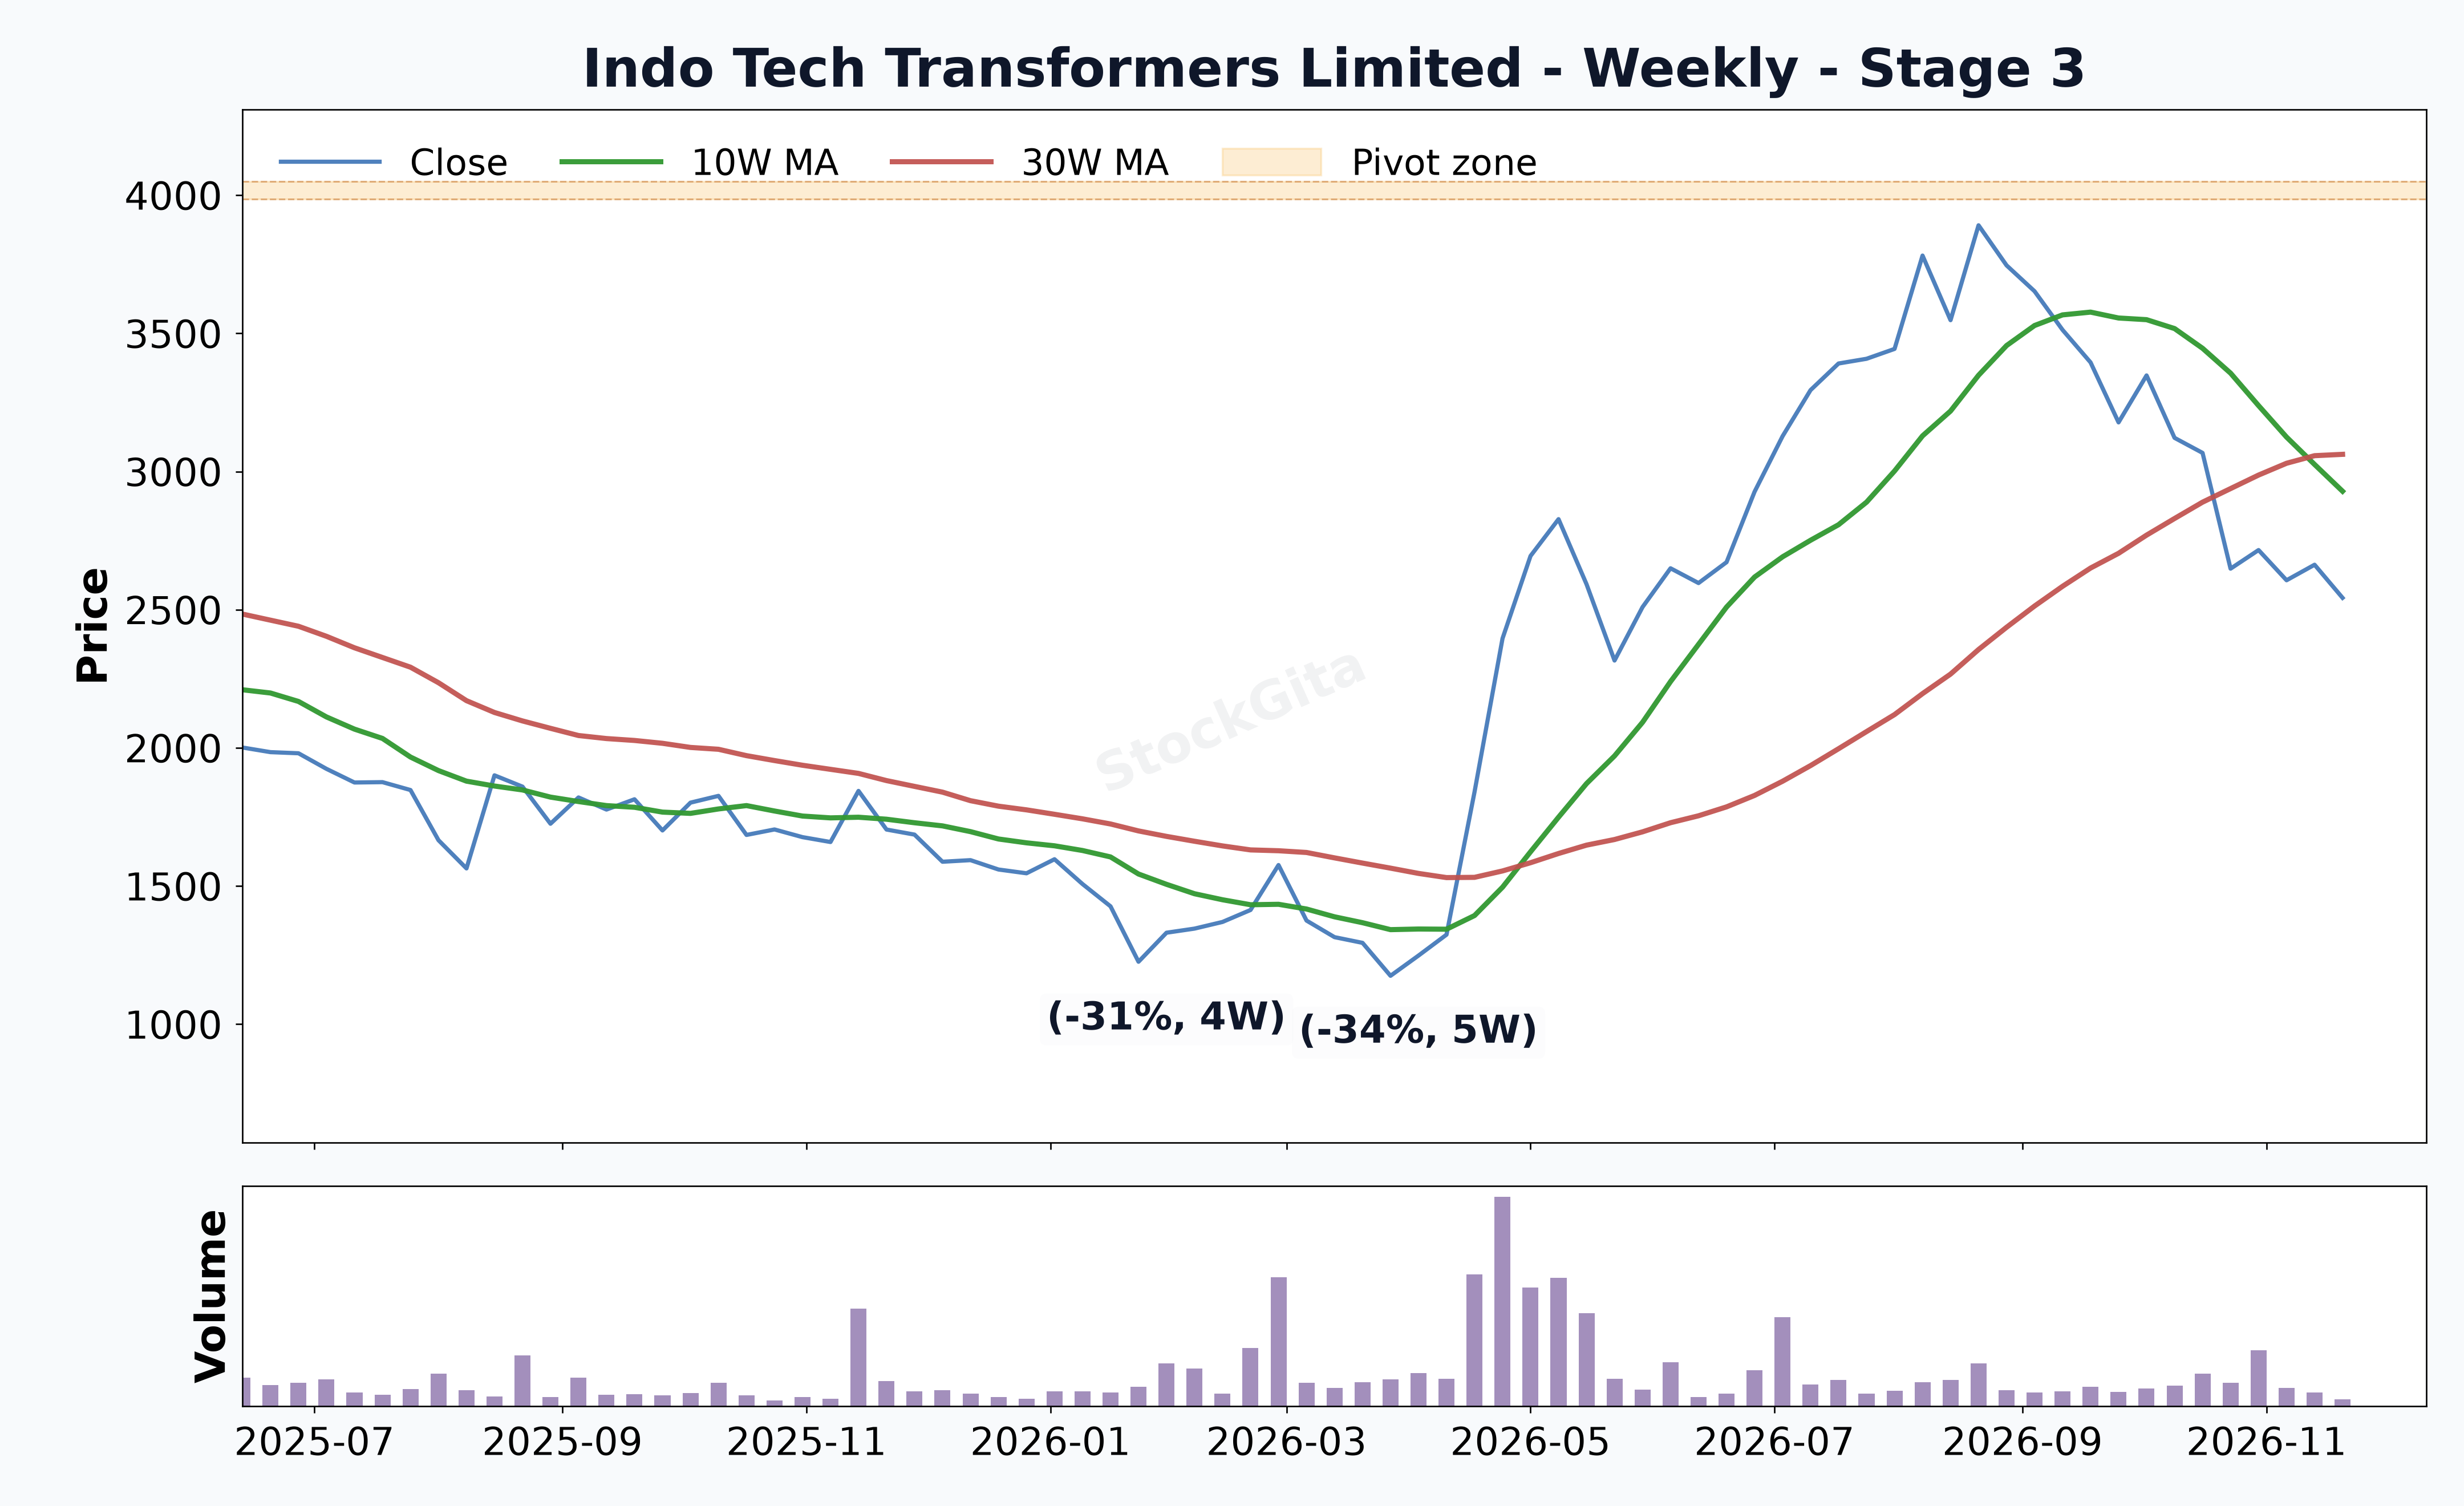 Indo Tech Transformers Limited - Weekly - Stage 3
Close 10W MA 30W MA Pivot zone
4000
3500
3000
2500
2000
1500
1000
Price
StockGita
(-31%, 4W)
(-34%, 5W)
Volume
2025-07 2025-09 2025-11 2026-01 2026-03 2026-05 2026-07 2026-09 2026-11